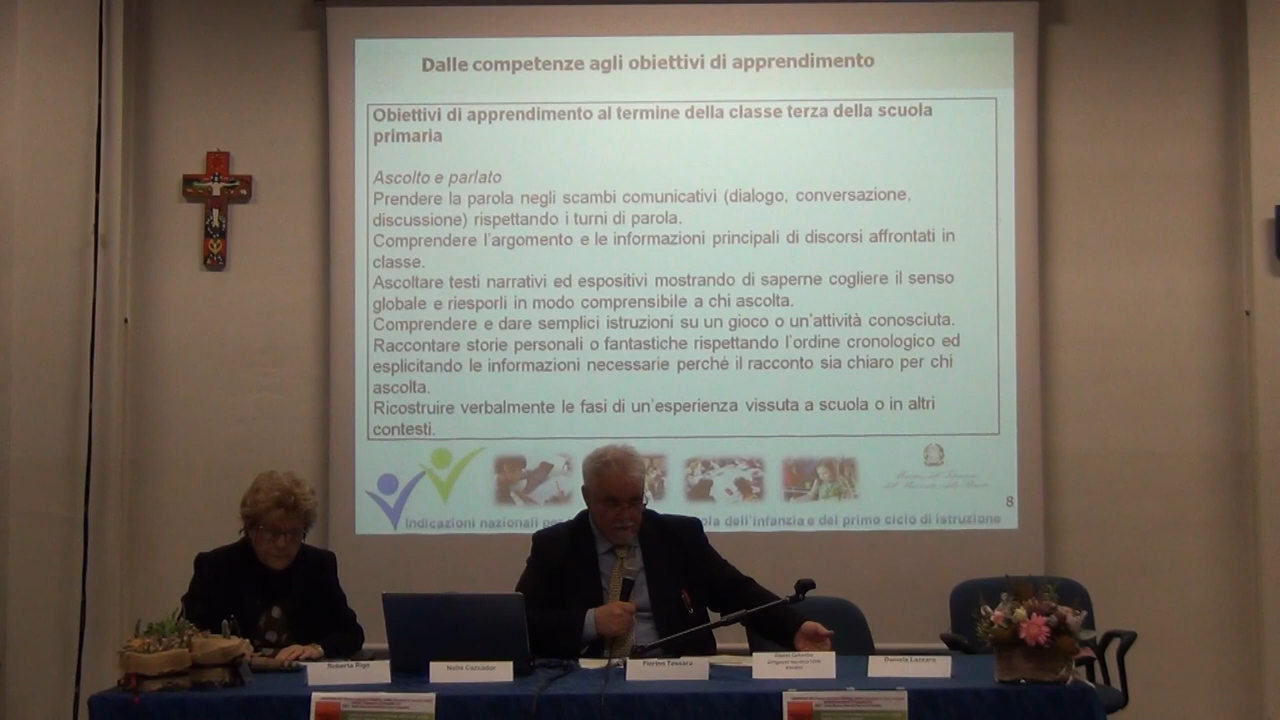 Dalle competenze agli obiettivi di apprendimento
Obiettivi di apprendimento al termine della classe terza della scuola
primaria
Ascolto e parlato
Prendere la parola negli scambi comunicativi (dialogo, conversazione,
discussione) rispettando i turni di parola.
Comprendere l'argomento e le informazioni principali di discorsi affrontati in
classe.
Ascoltare testi narrativi ed espositivi mostrando di saperne cogliere il senso
globale e riesporli in modo comprensibile a chi ascolta.
Comprendere e dare semplici istruzioni su un gioco o un'attività conosciuta.
Raccontare storie personali o fantastiche rispettando l'ordine cronologico ed
esplicitando le informazioni necessarie perché il racconto sia chiaro per chi
ascolta.
Ricostruire verbalmente le fasi di un'esperienza vissuta a scuola o in altri
contesti.
8
Indicazioni nazionali dell'infanzia e del primo ciclo di istruzione
Roberta Rigo
Fiorino Tessaro
Daniela Lazzaro